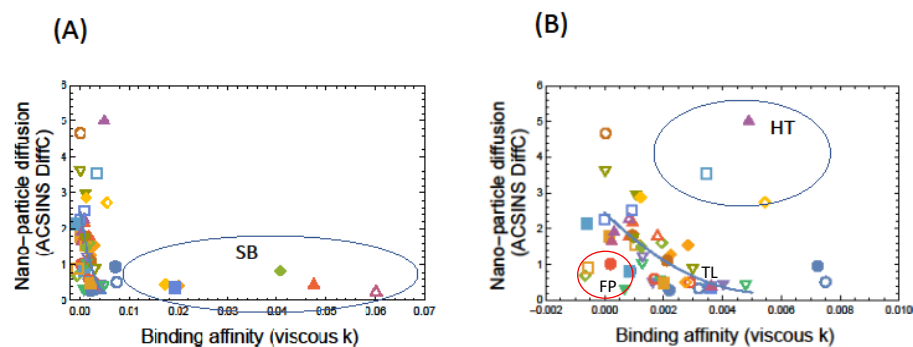 (A)
(B)
Nano-particle diffusion
(ACSINS DiffC)
6
5
4
3
2
1
0
SB
0.00
0.01
0.02
0.03
0.04
0.05
0.06
0.07
Binding affinity (viscous k)
Nano-particle diffusion
(ACSINS DiffC)
6
5
4
3
2
1
0
HT
TL
FP
-0.002
0.000
0.002
0.004
0.006
0.008
0.010
Binding affinity (viscous k)